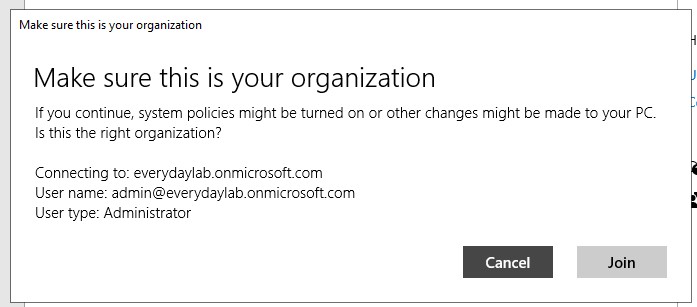 Make sure this is your organization
Make sure this is your organization
If you continue, system policies might be turned on or other changes might be made to your PC.
Is this the right organization?
Connecting to: everydaylab.onmicrosoft.com
User name: admin@everydaylab.onmicrosoft.com
User type: Administrator
Cancel
Join